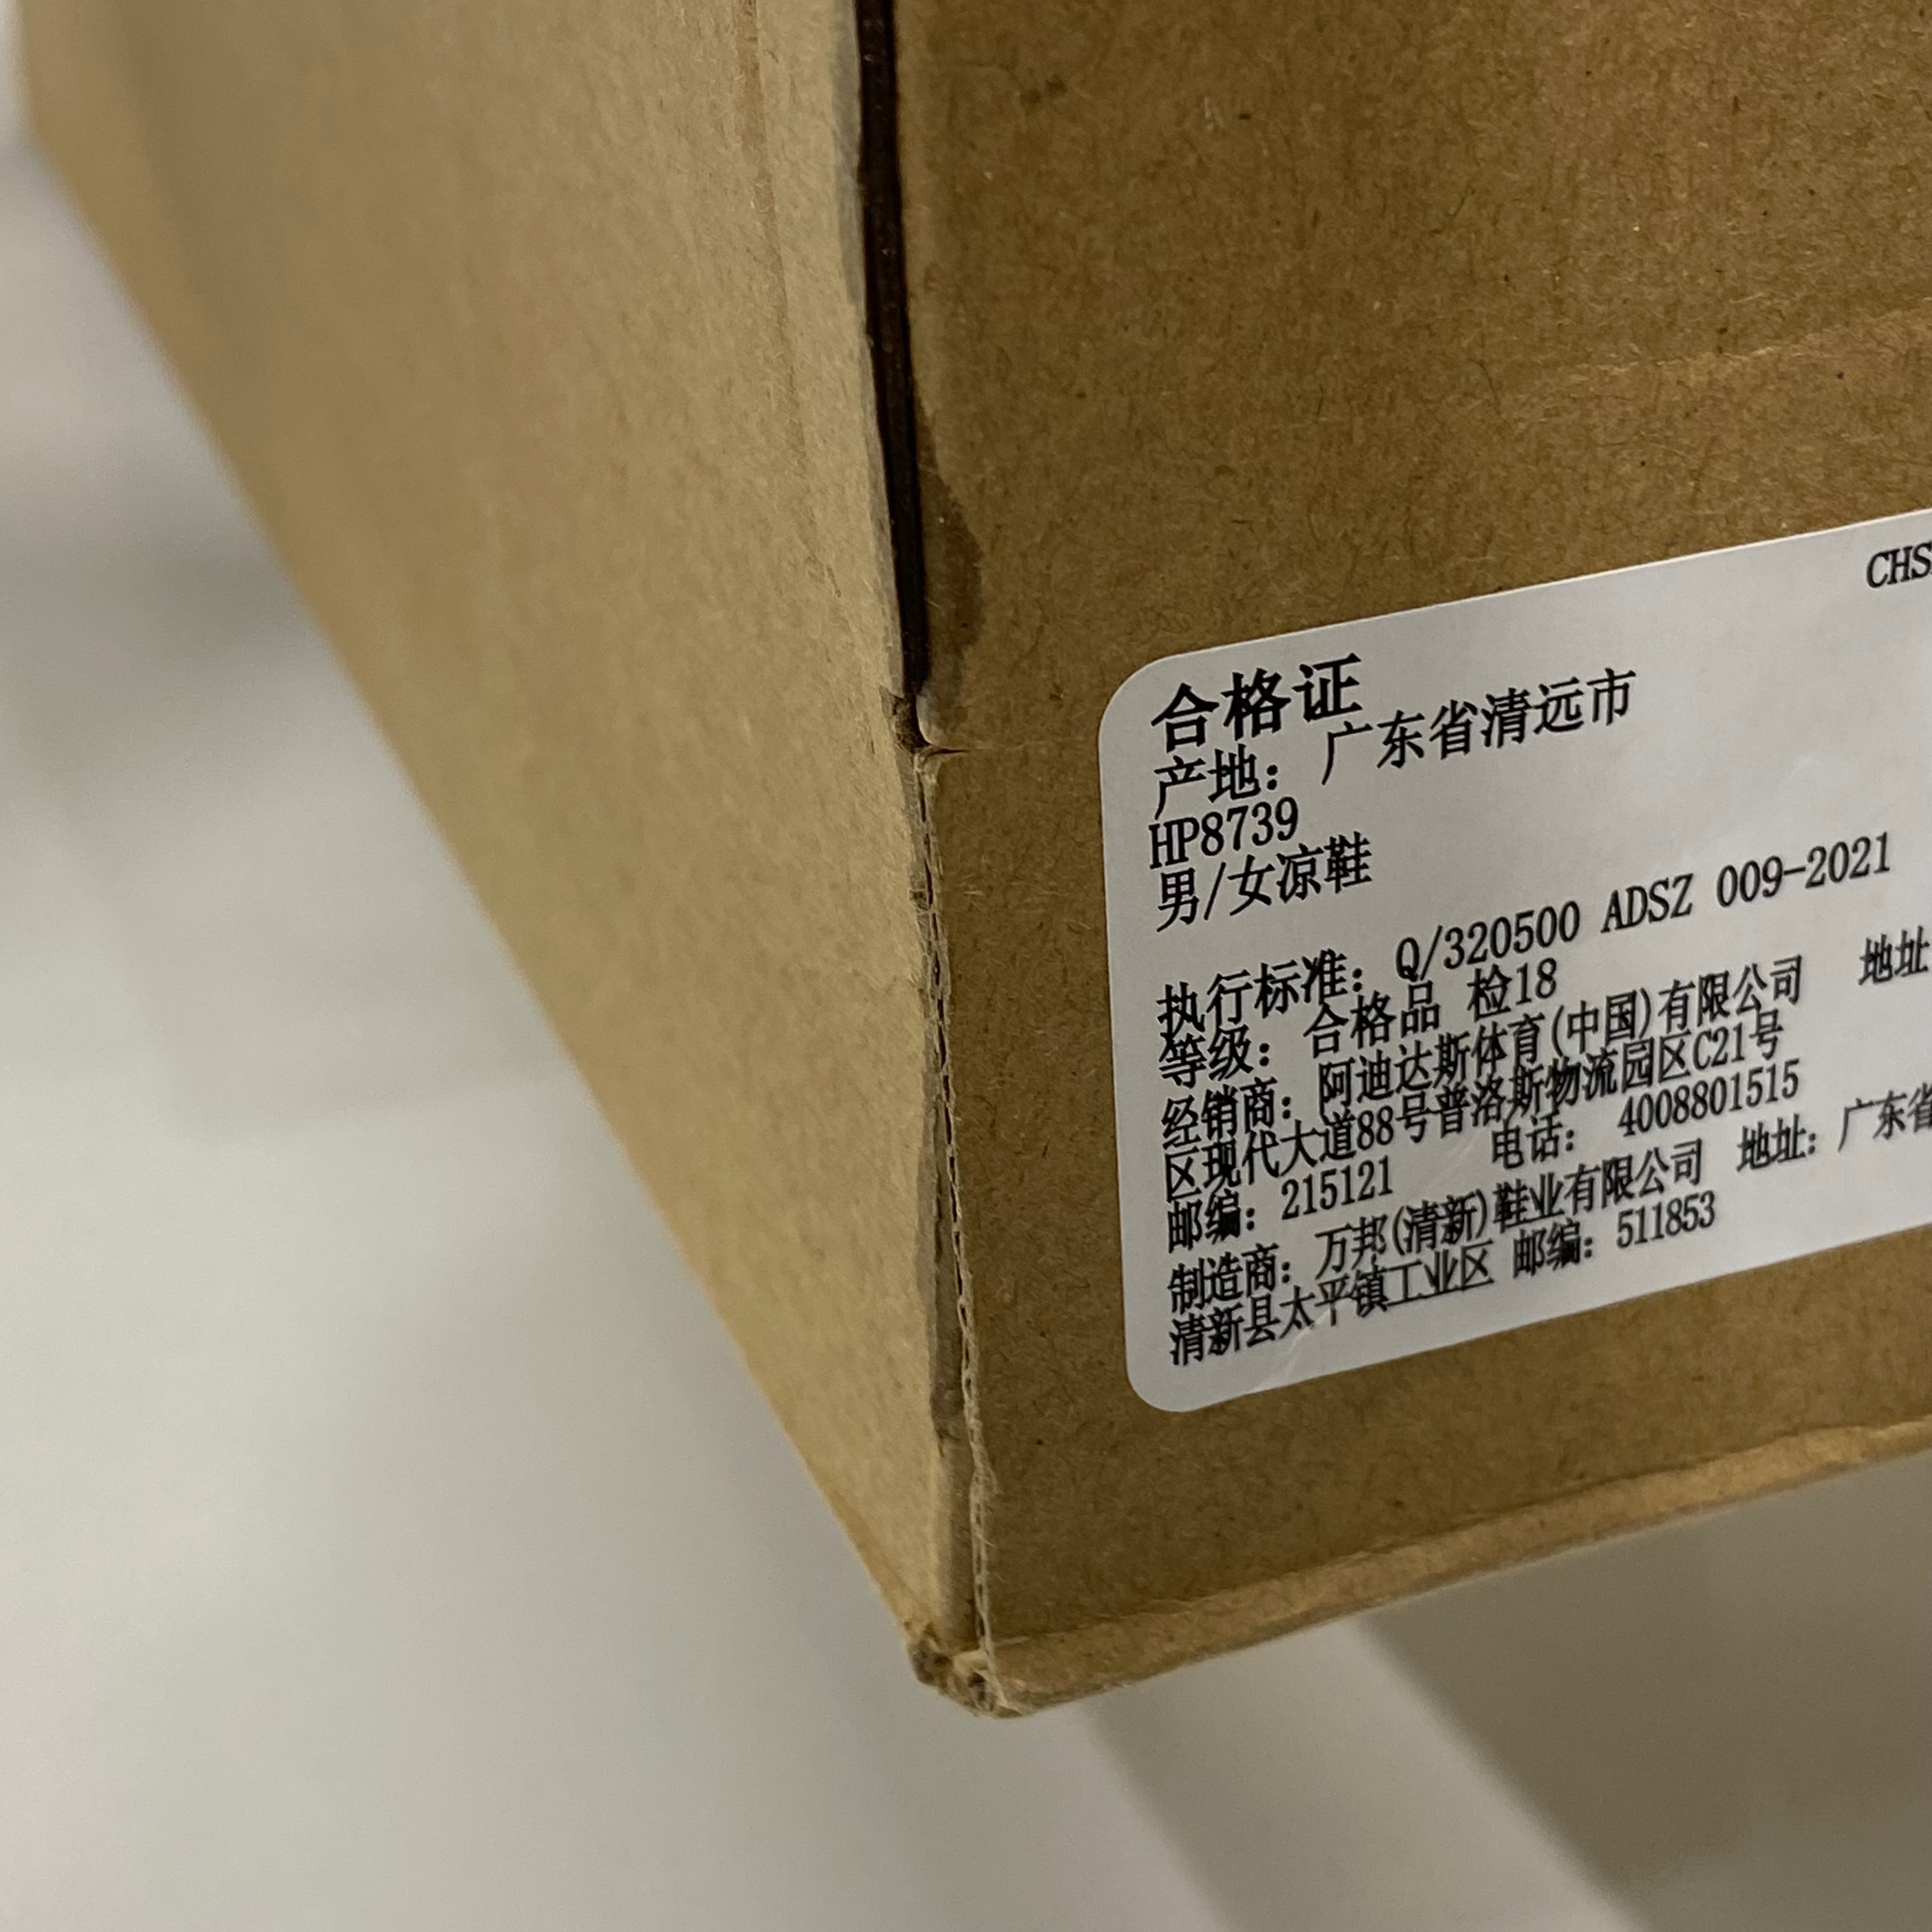 CHS
合格证
产地: 广东省清远市
HP8739
男/女凉鞋
执行标准: Q/320500 ADSZ 009-2021
等级: 合格品 检18
经销商: 阿迪达斯体育(中国)有限公司 地址
区现代大道88号普洛斯物流园区C21号
邮编: 215121 电话: 4008801515
制造商: 万邦(清新)鞋业有限公司 地址: 广东省
清新县太平镇工业区 邮编: 511853